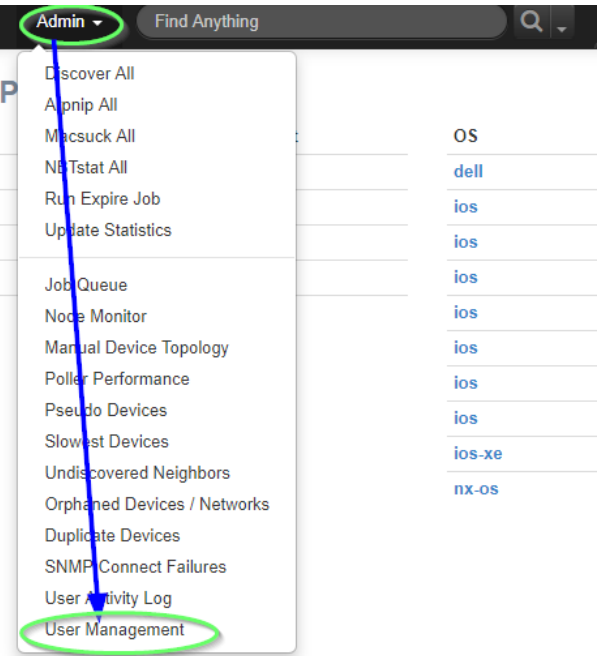 Admin
Find Anything
P
Discover All
Arpnip All
Macsuck All
NBTstat All
Run Expire Job
Update Statistics
Job Queue
Node Monitor
Manual Device Topology
Poller Performance
Pseudo Devices
Slowest Devices
Undiscovered Neighbors
Orphaned Devices / Networks
Duplicate Devices
SNMP Connect Failures
User Activity Log
User Management
OS
dell
ios
ios
ios
ios
ios
ios
ios
ios-xe
nx-os